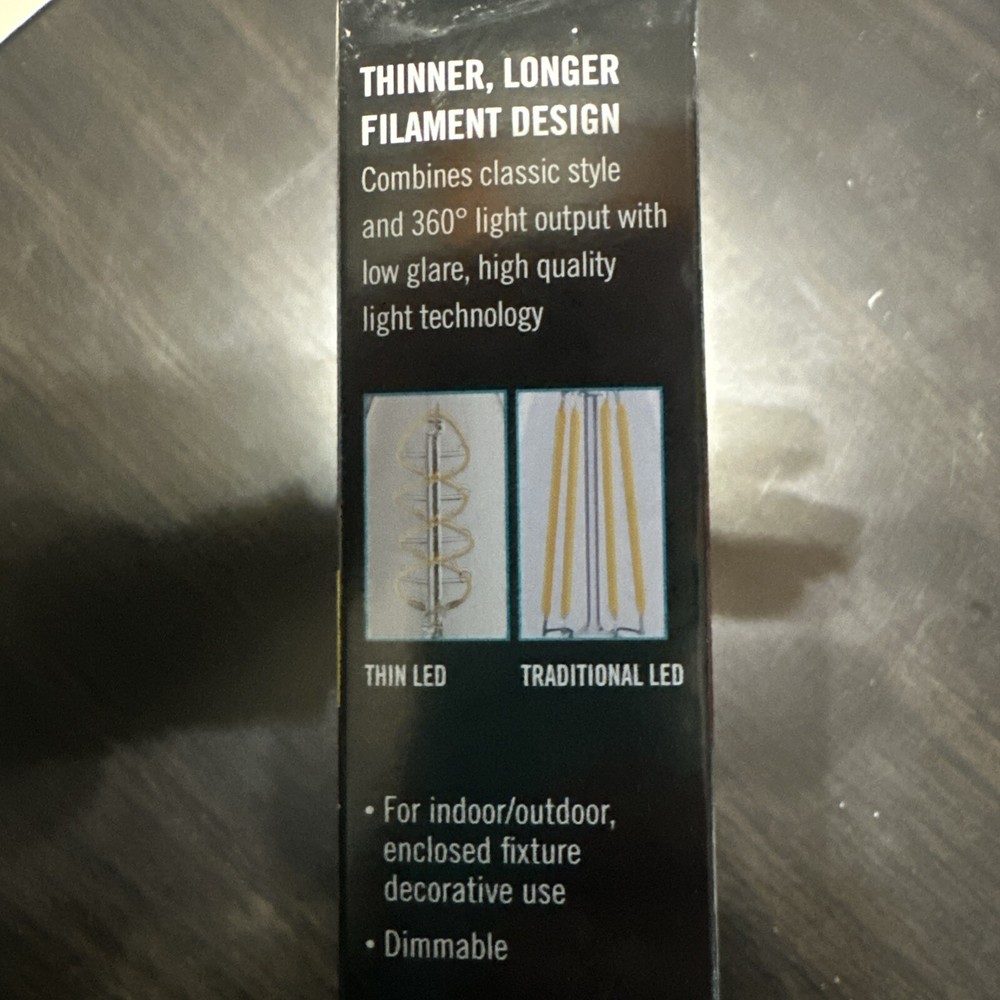 THINNER, LONGER
FILAMENT DESIGN
Combines classic style
and 360° light output with
low glare, high quality
light technology
THIN LED
TRADITIONAL LED
• For indoor/outdoor,
enclosed fixture
decorative use
• Dimmable